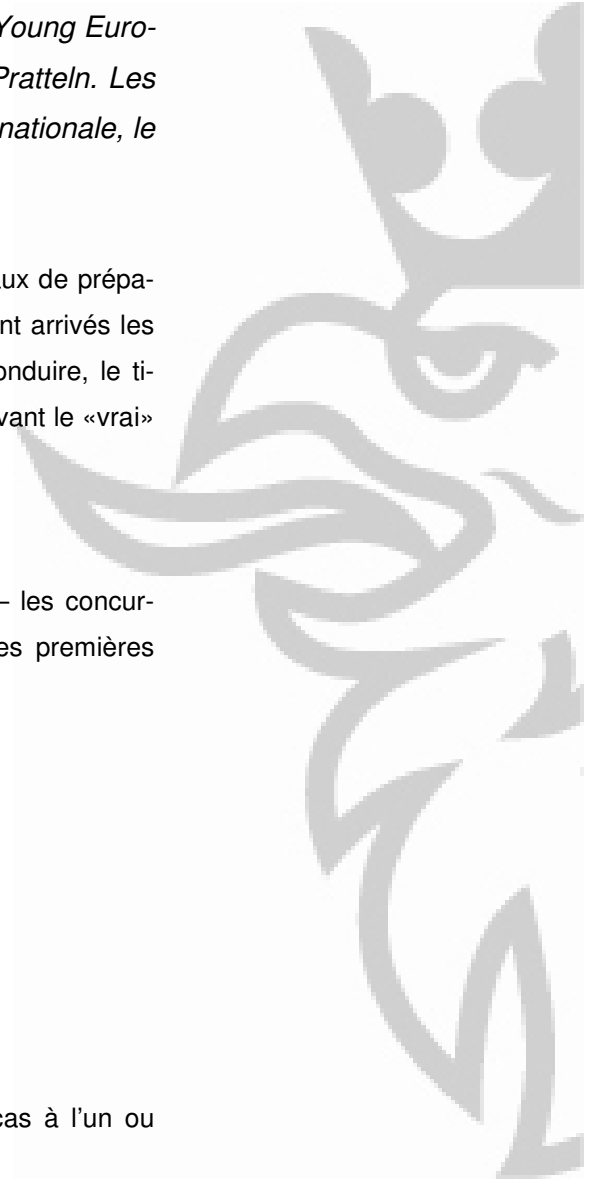 Young Euro-
Pratteln. Les
nationale, le
aux de prépa-
nt arrivés les
onduire, le ti-
vant le «vrai»
– les concur-
es premières
cas à l'un ou